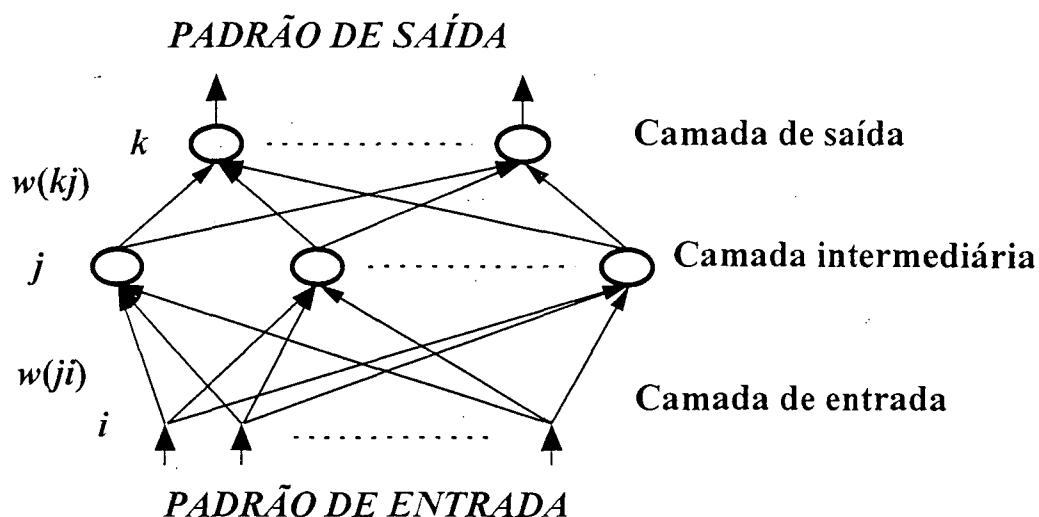 PADRÃO DE SAÍDA
k
Camada de saída
w(kj)
j
Camada intermediária
w(ji)
i
Camada de entrada
PADRÃO DE ENTRADA